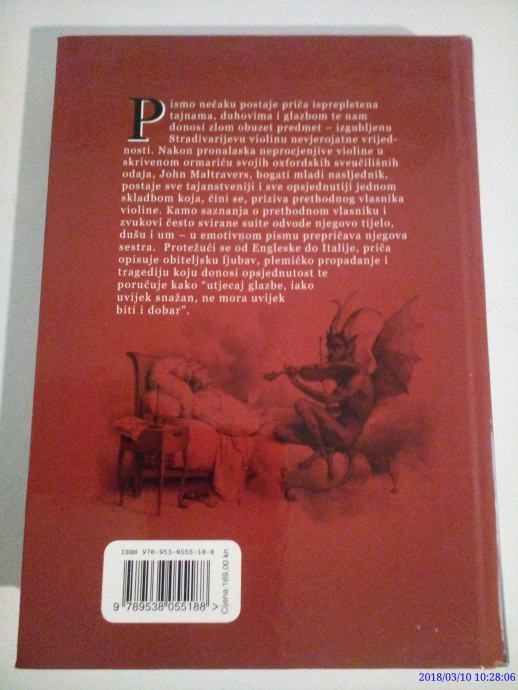 Pismo nečaku postaje priča isprepletena
tajnama, duhovima i glazbom te nam
donosi zlom obuzet predmet – izgubljenu
Stradivarijevu violinu nevjerojatne vrijed-
nosti. Nakon pronalaska neprocjenjive violine u
skrivenom ormariću svojih oxfordskih sveučilišnih
odaja, John Maltravers, bogati mladi nasljednik,
postaje sve tajanstveniji i sve opsjednutiji jednom
skladbom koja, čini se, priziva prethodnog vlasnika
violine. Kamo saznanja o prethodnom vlasniku i
zvukovi često svirane suite odvode njegovo tijelo,
dušu i um – u emotivnom pismu prepričava njegova
sestra. Protežući se od Engleske do Italije, priča
opisuje obiteljsku ljubav, plemićko propadanje i
tragediju koju donosi opsjednutost te
poručuje kako "utjecaj glazbe, iako
uvijek snažan, ne mora uvijek
biti i dobar".
ISBN 978-953-8055-18-8
9 789538 055188 >
Cijena:169,00 kn
2018/03/10 10:28:06